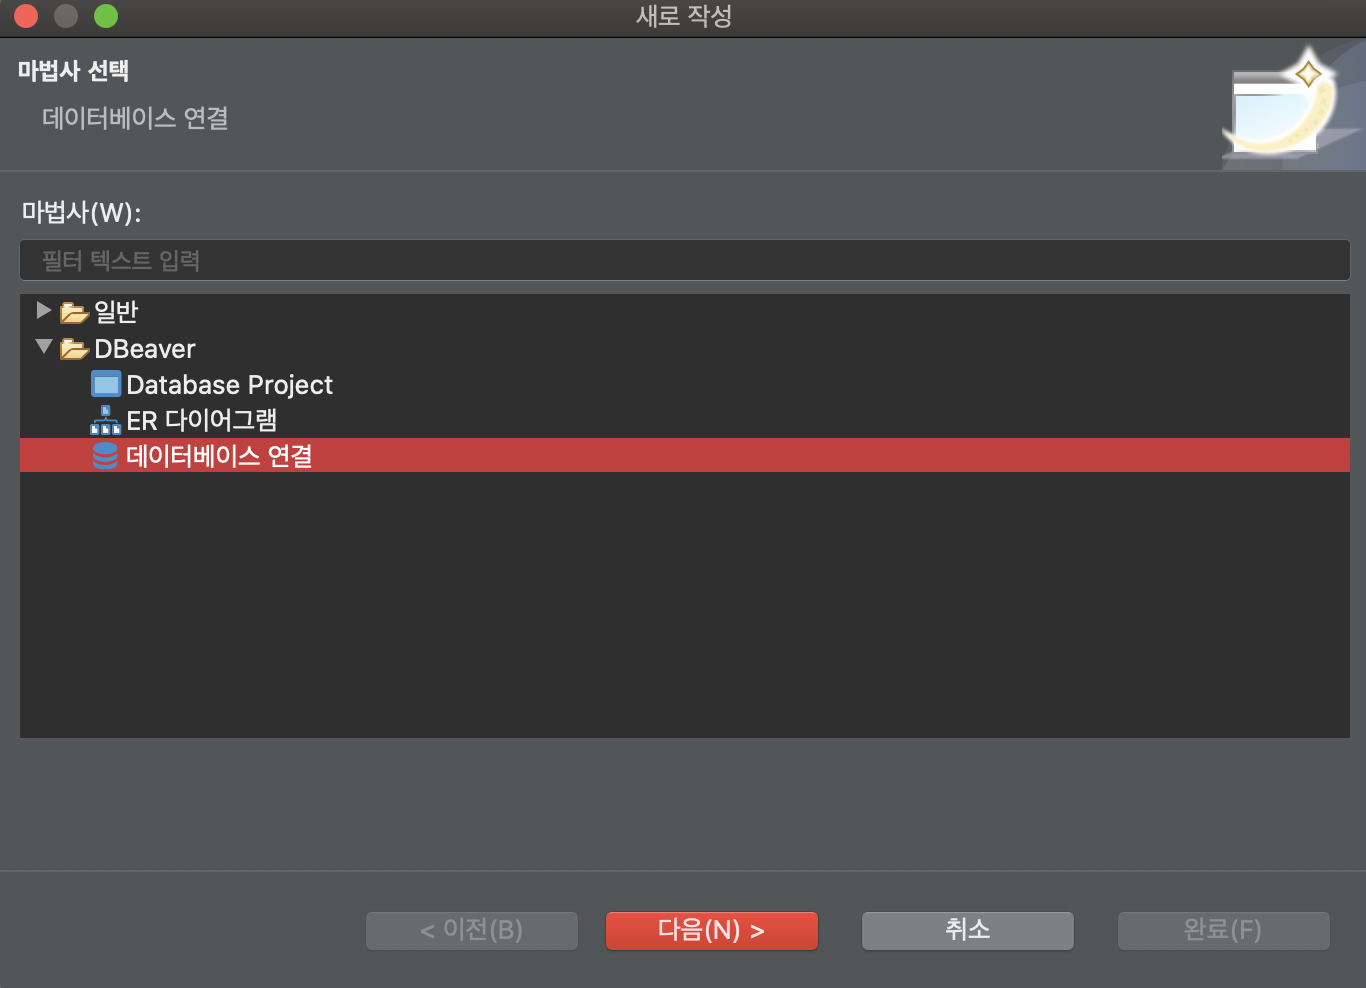 새로 작성
마법사 선택
데이터베이스 연결
마법사(W):
필터 텍스트 입력
일반
DBeaver
Database Project
ER 다이어그램
데이터베이스 연결
< 이전(B)
다음(N) >
취소
완료(F)